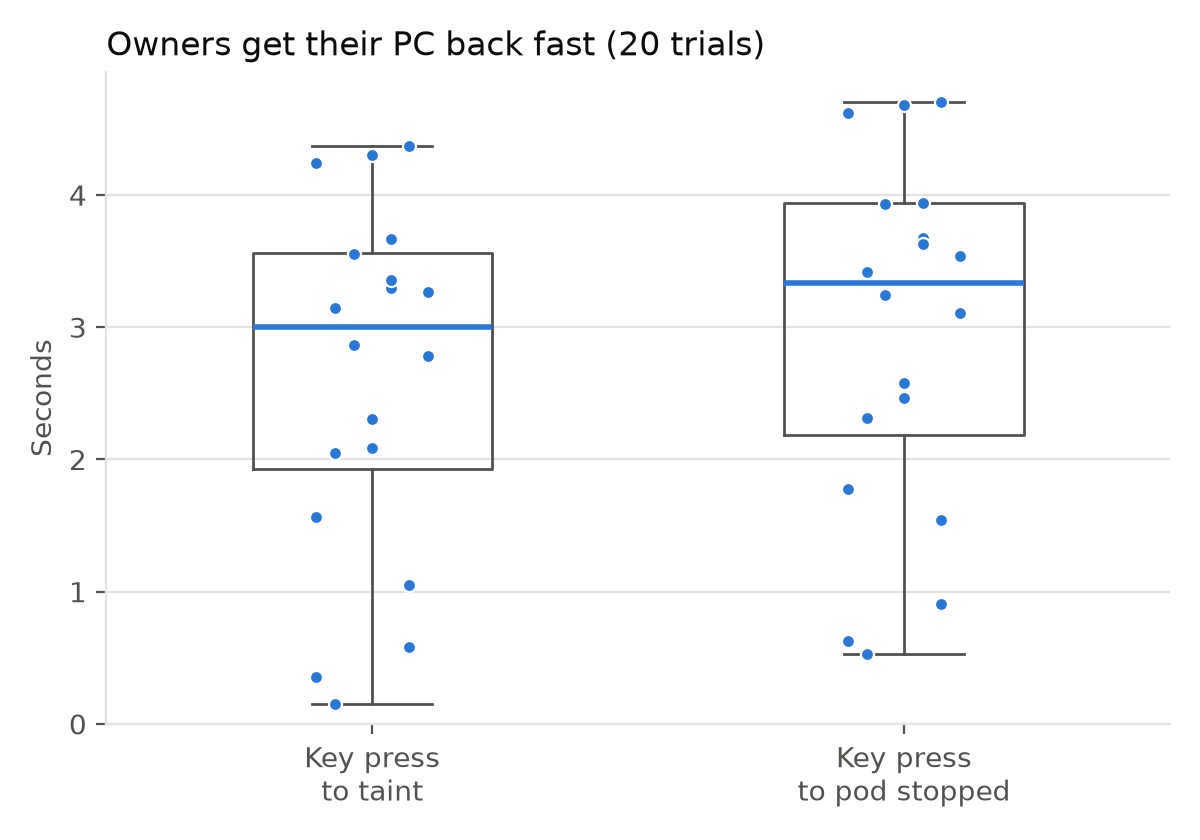 Owners get their PC back fast (20 trials)
Seconds
4
3
2
1
0
Key press
to taint
Key press
to pod stopped